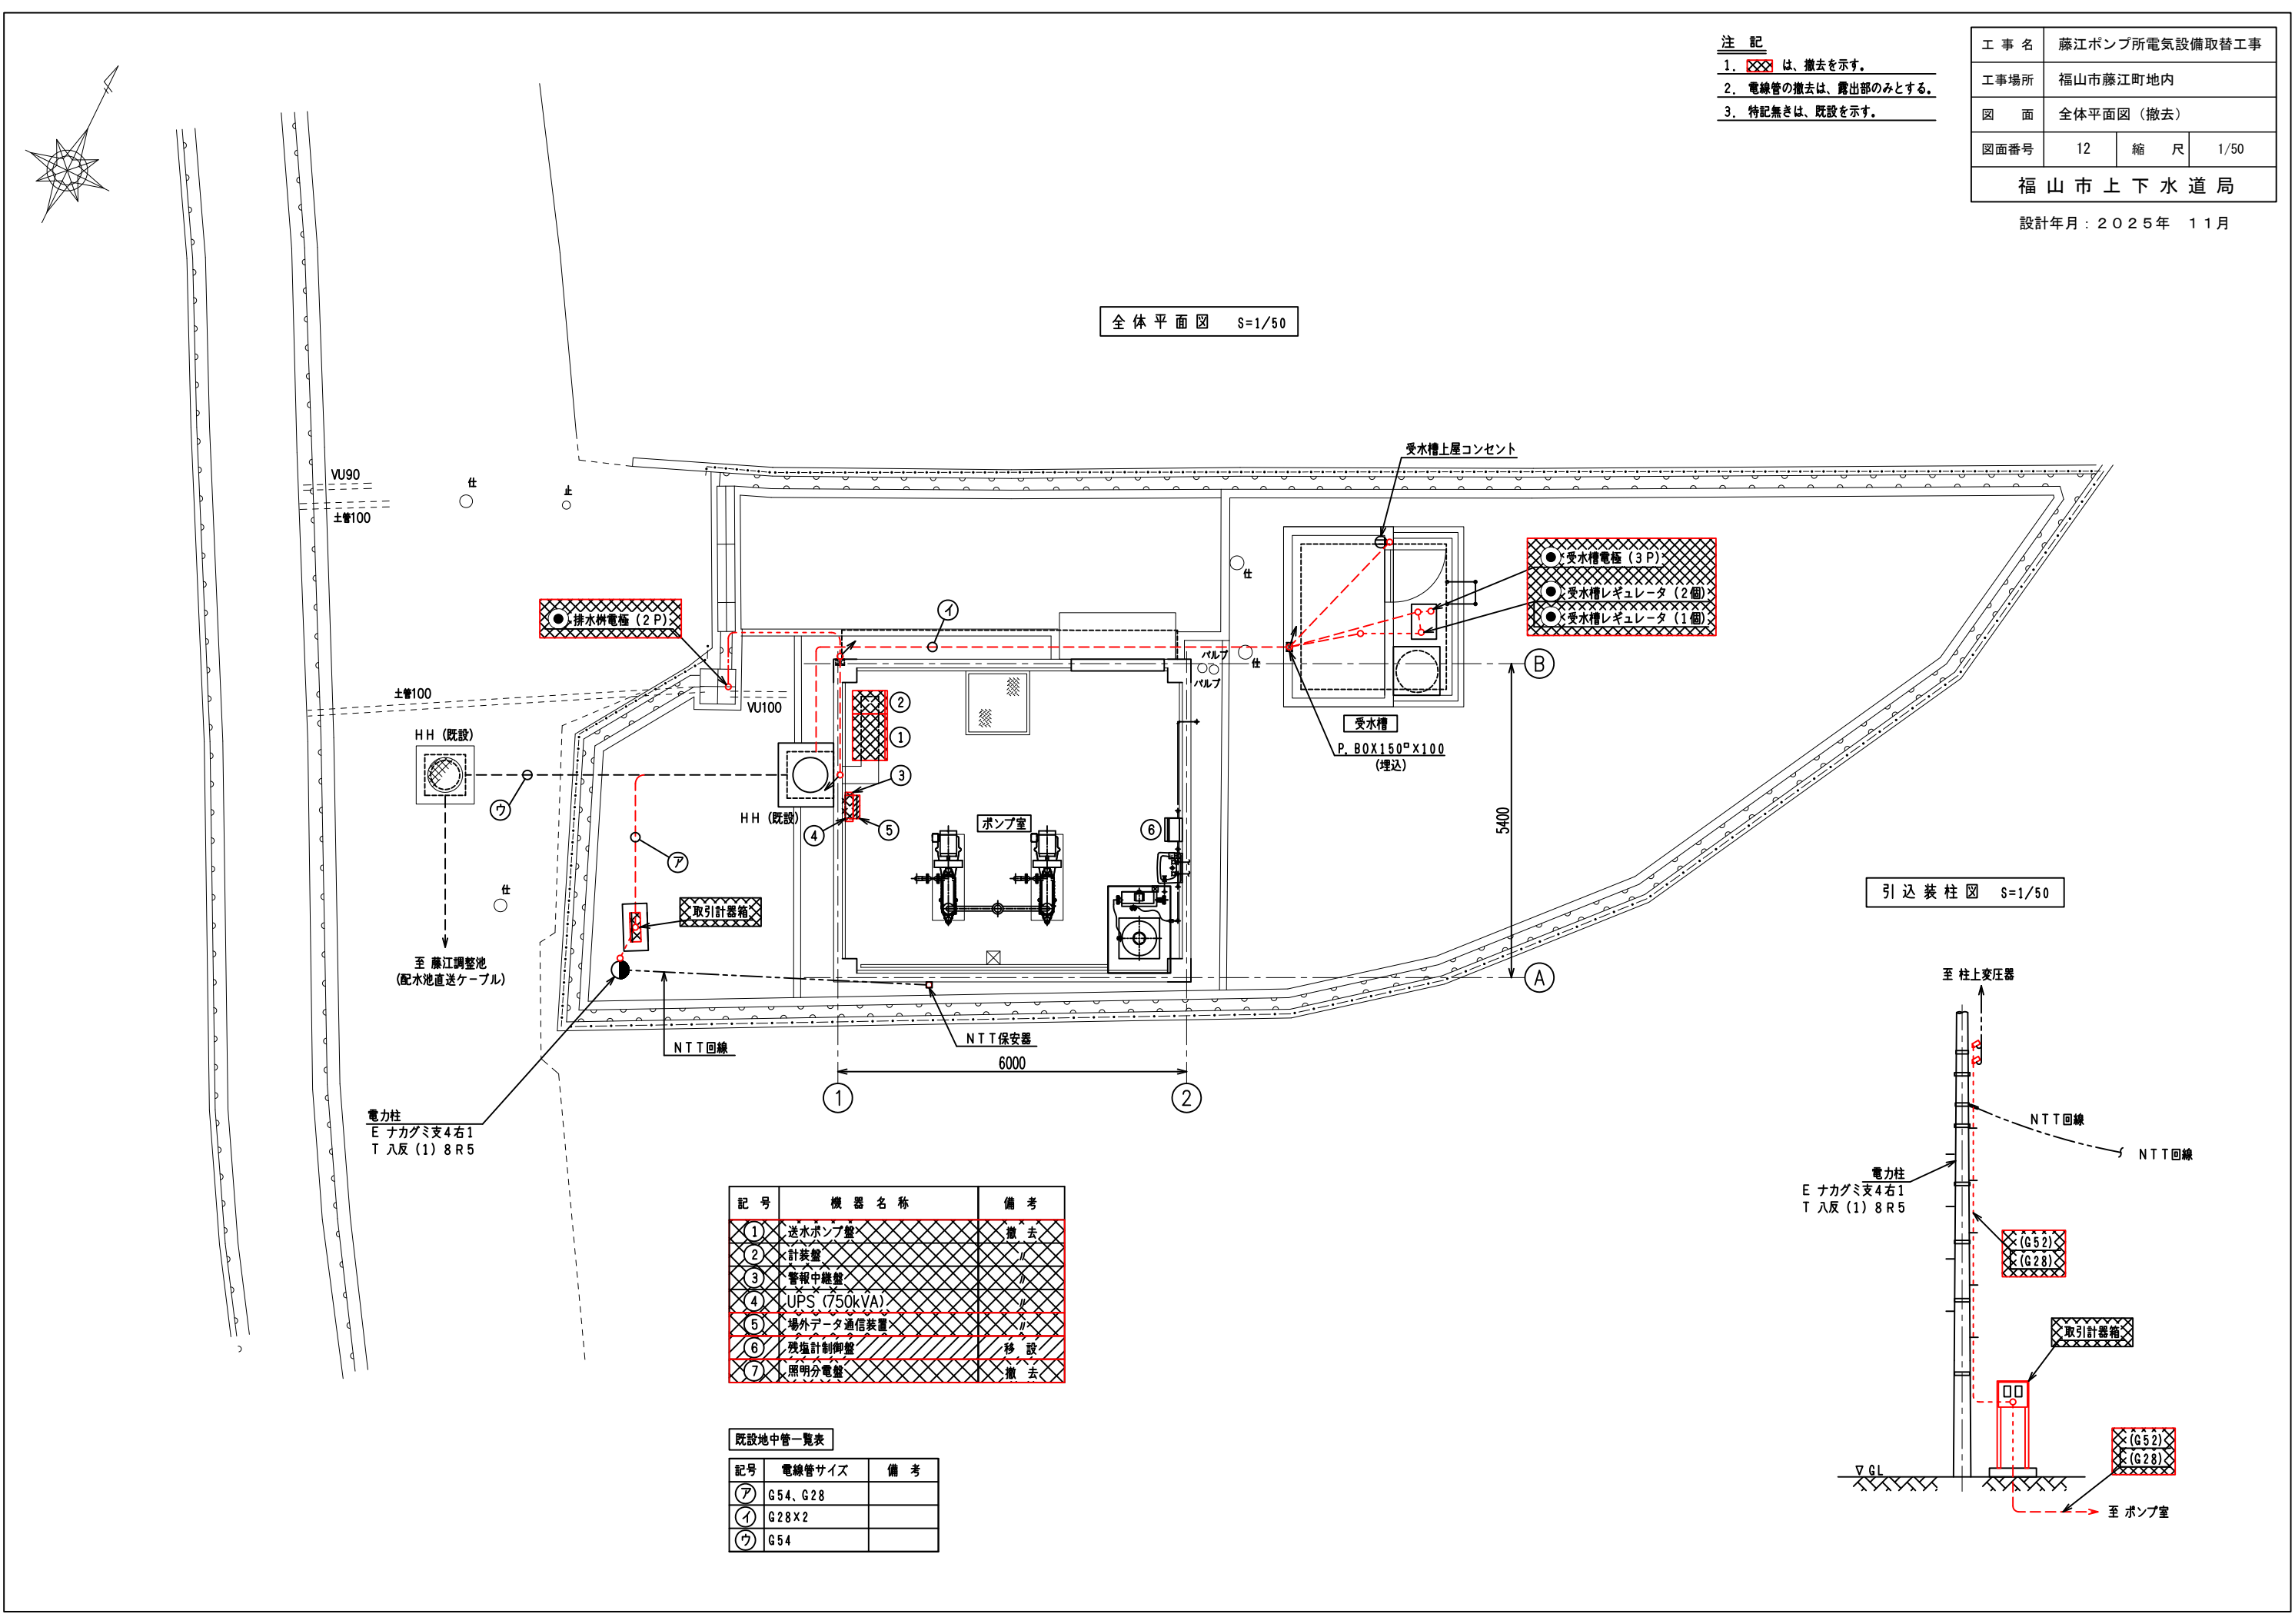 注 記
1. は、撤去を示す。
2. 電線管の撤去は、露出部のみとする。
3. 特記無きは、既設を示す。
工 事 名 藤江ポンプ所電気設備取替工事
工事場所 福山市藤江町地内
図 面 全体平面図（撤去）
図面番号 12 縮 尺 1/50
福 山 市 上 下 水 道 局
設計年月：２０２５年　１１月
全 体 平 面 図 S=1/50
受水槽上屋コンセント
VU90
土管100
仕
止
仕
受水槽電極（３Ｐ）
受水槽レギュレータ（２個）
受水槽レギュレータ（１個）
排水桝電極（２Ｐ）
イ
バルブ
バルブ
仕
B
土管100
VU100
2
1
受水槽
P. BOX150□×100
（埋込）
ＨＨ（既設）
3
ウ
ＨＨ（既設）
4
5
ポンプ室
6
5400
ア
仕
取引計器箱
至 藤江調整池
（配水池直送ケーブル）
A
ＮＴＴ回線
ＮＴＴ保安器
6000
1
2
電力柱
E ナカグミ支４右１
T 八反（１）８Ｒ５
引 込 装 柱 図 S=1/50
至 柱上変圧器
ＮＴＴ回線
ＮＴＴ回線
電力柱
E ナカグミ支４右１
T 八反（１）８Ｒ５
(G52)
(G28)
取引計器箱
(G52)
(G28)
▽ GL
至 ポンプ室
記 号 機 器 名 称 備 考
1 送水ポンプ盤 撤 去
2 計装盤 〃
3 警報中継盤 〃
4 UPS (750kVA) 〃
5 場外データ通信装置 〃
6 残塩計制御盤 移 設
7 照明分電盤 撤 去
既設地中管一覧表
記号 電線管サイズ 備 考
ア G54、G28
イ G28×2
ウ G54